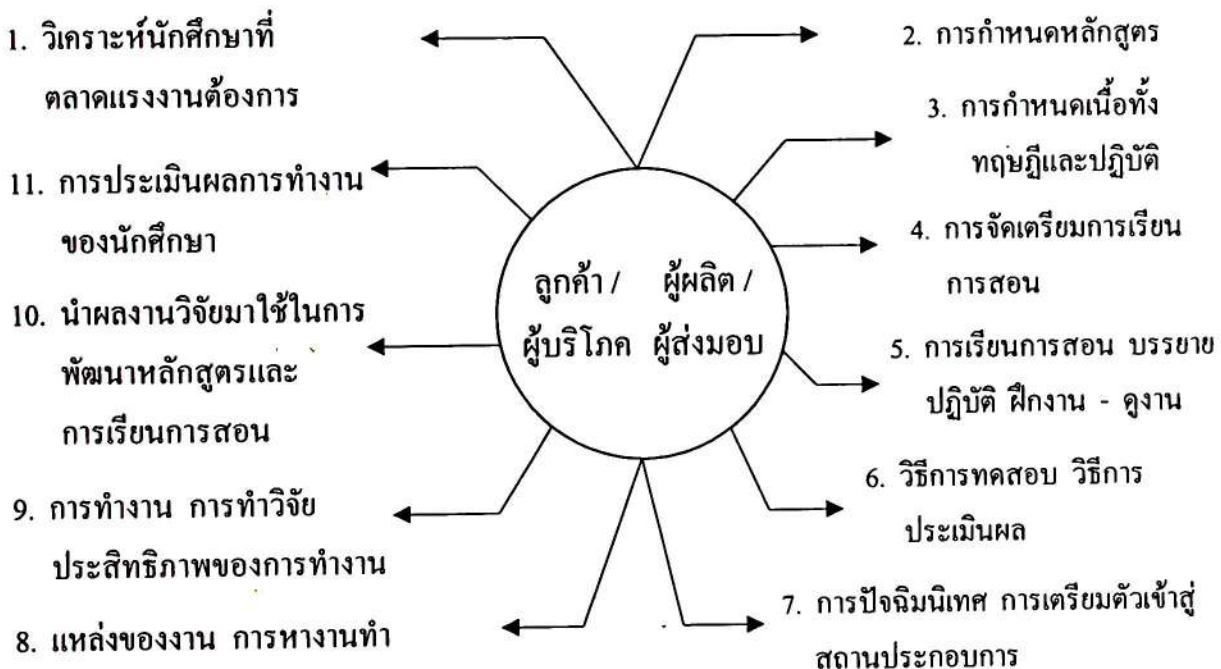 1. วิเคราะห์นักศึกษาที่
ตลาดแรงงานต้องการ
2. การกำหนดหลักสูตร
3. การกำหนดเนื้อทั้ง
ทฤษฎีและปฏิบัติ
4. การจัดเตรียมการเรียน
การสอน
5. การเรียนการสอน บรรยาย
ปฏิบัติ ฝึกงาน - ดูงาน
6. วิธีการทดสอบ วิธีการ
ประเมินผล
7. การปัจฉิมนิเทศ การเตรียมตัวเข้าสู่
สถานประกอบการ
8. แหล่งของงาน การหางานทำ
9. การทำงาน การทำวิจัย
ประสิทธิภาพของการทำงาน
10. นำผลงานวิจัยมาใช้ในการ
พัฒนาหลักสูตรและ
การเรียนการสอน
11. การประเมินผลการทำงาน
ของนักศึกษา
ลูกค้า / ผู้ผลิต /
ผู้บริโภค ผู้ส่งมอบ